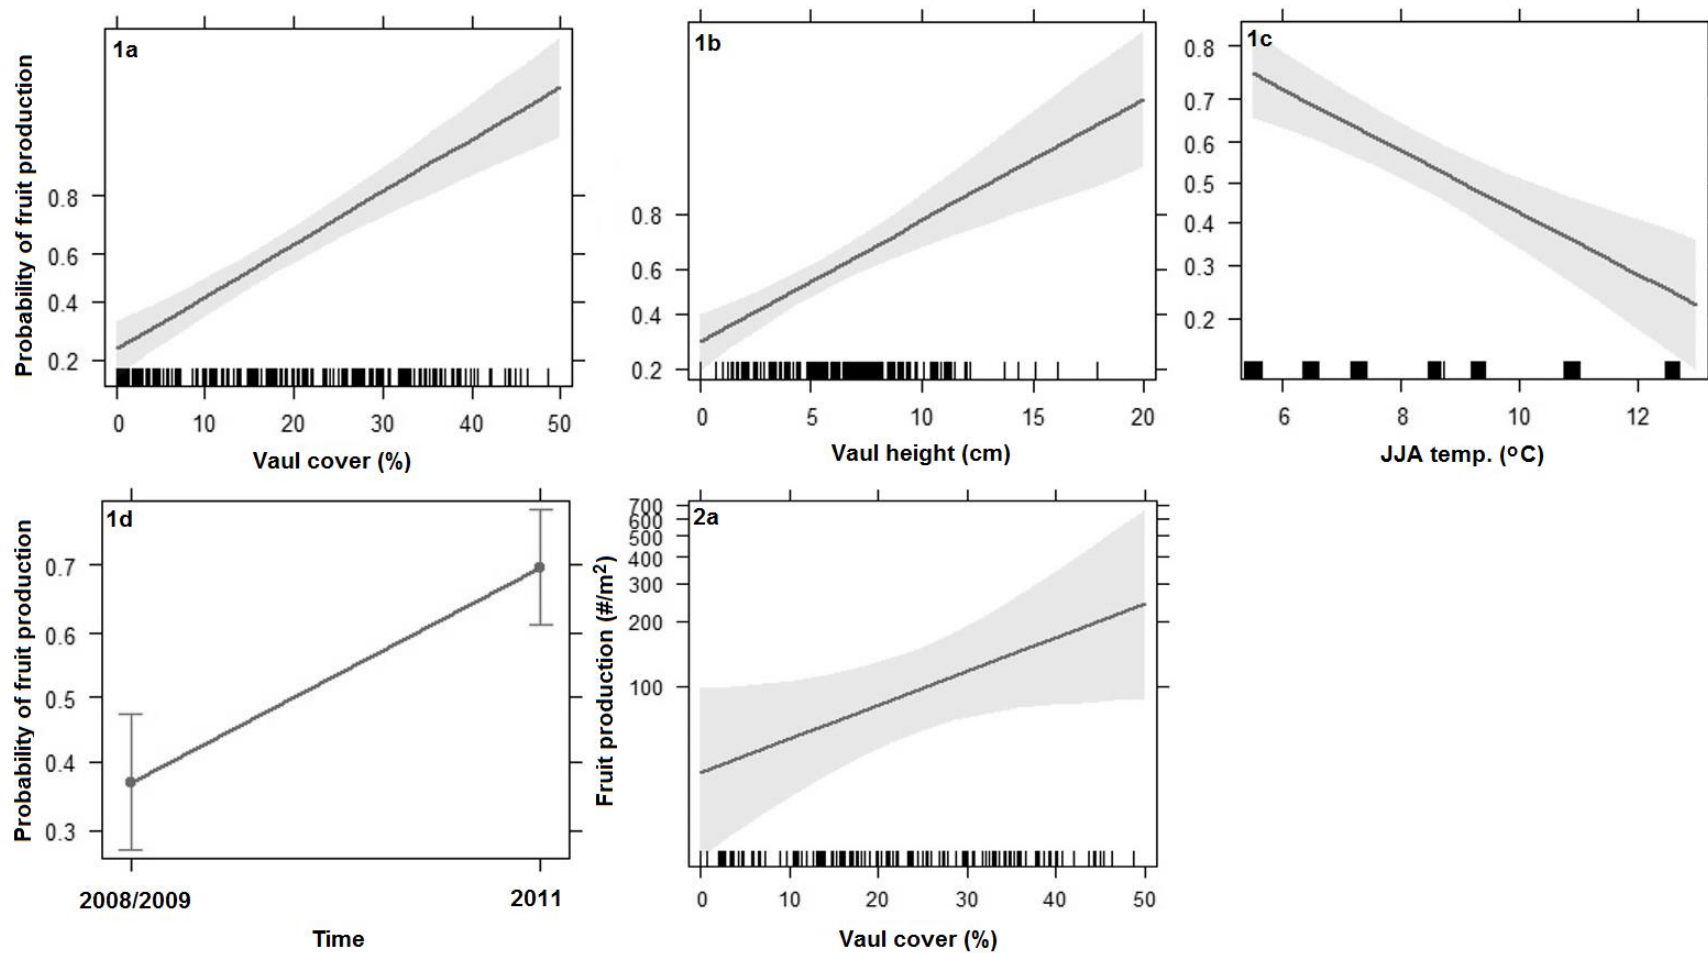 1a
Probability of fruit production
0.8
0.6
0.4
0.2
0 10 20 30 40 50
Vaul cover (%)
1b
0.8
0.6
0.4
0.2
0 5 10 15 20
Vaul height (cm)
1c
0.8
0.7
0.6
0.5
0.4
0.3
0.2
6 8 10 12
JJA temp. (°C)
1d
Probability of fruit production
0.7
0.6
0.5
0.4
0.3
2008/2009 2011
Time
2a
Fruit production (#/m²)
700
600
500
400
300
200
100
0 10 20 30 40 50
Vaul cover (%)